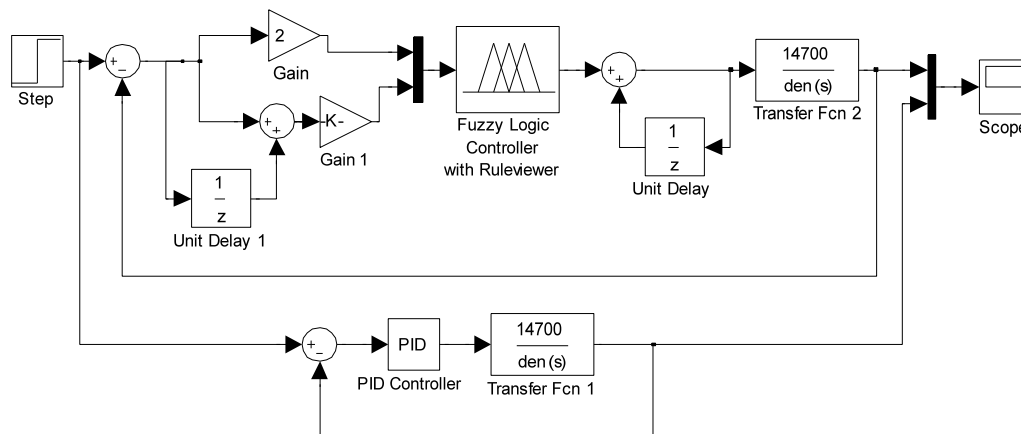 Step
+
−
2
Gain
+
+
-K-
Gain 1
1
z
Unit Delay 1
Fuzzy Logic
Controller
with Ruleviewer
+
+
1
z
Unit Delay
14700
den(s)
Transfer Fcn 2
Scope
+
−
PID
PID Controller
14700
den(s)
Transfer Fcn 1